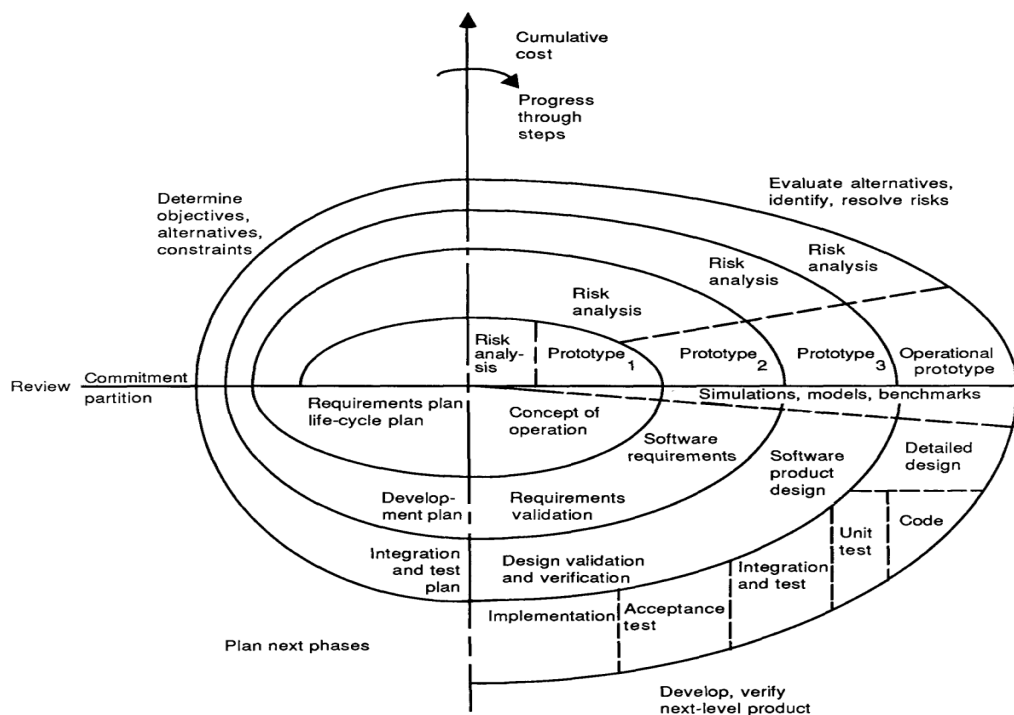 Cumulative
cost
Progress
through
steps
Determine
objectives,
alternatives,
constraints
Evaluate alternatives,
identify, resolve risks
Risk
analysis
Risk
analysis
Risk
analysis
Risk
analy-
sis
Prototype 1
Prototype 2
Prototype 3
Operational
prototype
Review
Commitment
partition
Simulations, models, benchmarks
Requirements plan
life-cycle plan
Concept of
operation
Software
requirements
Software
product
design
Detailed
design
Develop-
ment plan
Requirements
validation
Unit
test
Code
Integration
and test
plan
Design validation
and verification
Integration
and test
Implementation
Acceptance
test
Plan next phases
Develop, verify
next-level product